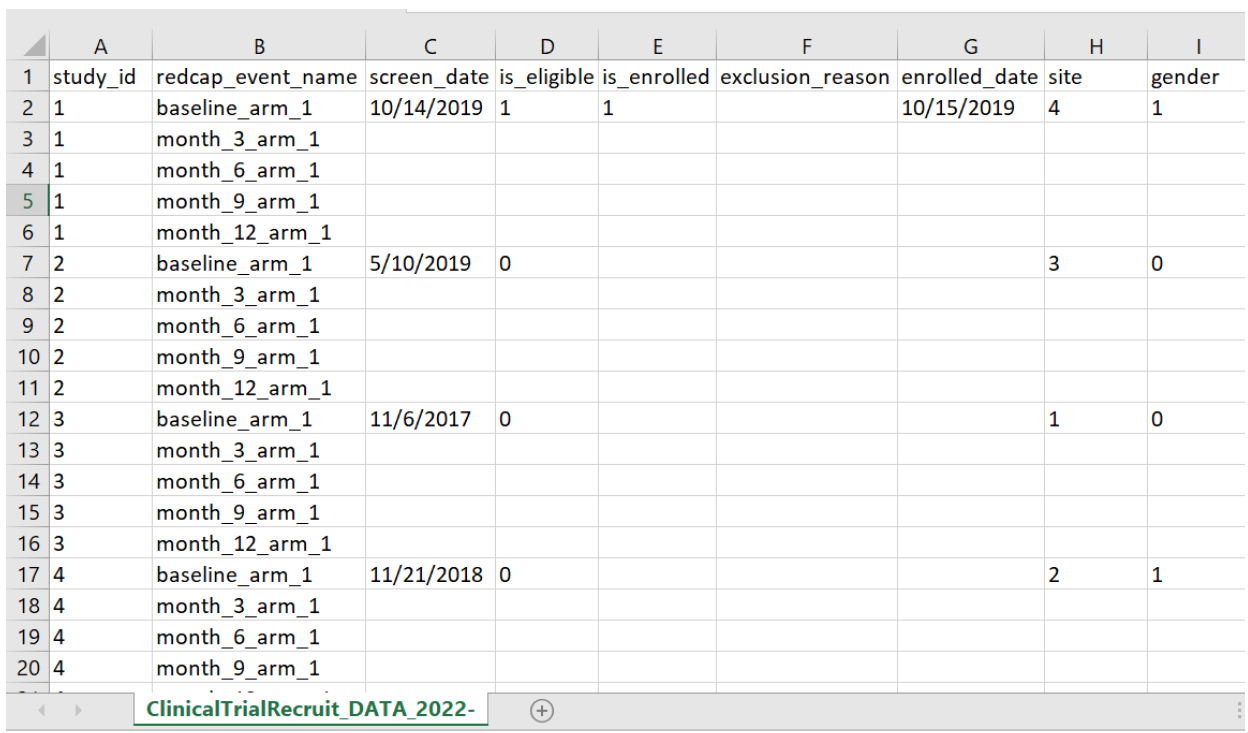 A B C D E F G H I
1 study_id redcap_event_name screen_date is_eligible is_enrolled exclusion_reason enrolled_date site gender
2 1 baseline_arm_1 10/14/2019 1 1 10/15/2019 4 1
3 1 month_3_arm_1
4 1 month_6_arm_1
5 1 month_9_arm_1
6 1 month_12_arm_1
7 2 baseline_arm_1 5/10/2019 0 3 0
8 2 month_3_arm_1
9 2 month_6_arm_1
10 2 month_9_arm_1
11 2 month_12_arm_1
12 3 baseline_arm_1 11/6/2017 0 1 0
13 3 month_3_arm_1
14 3 month_6_arm_1
15 3 month_9_arm_1
16 3 month_12_arm_1
17 4 baseline_arm_1 11/21/2018 0 2 1
18 4 month_3_arm_1
19 4 month_6_arm_1
20 4 month_9_arm_1
ClinicalTrialRecruit_DATA_2022-